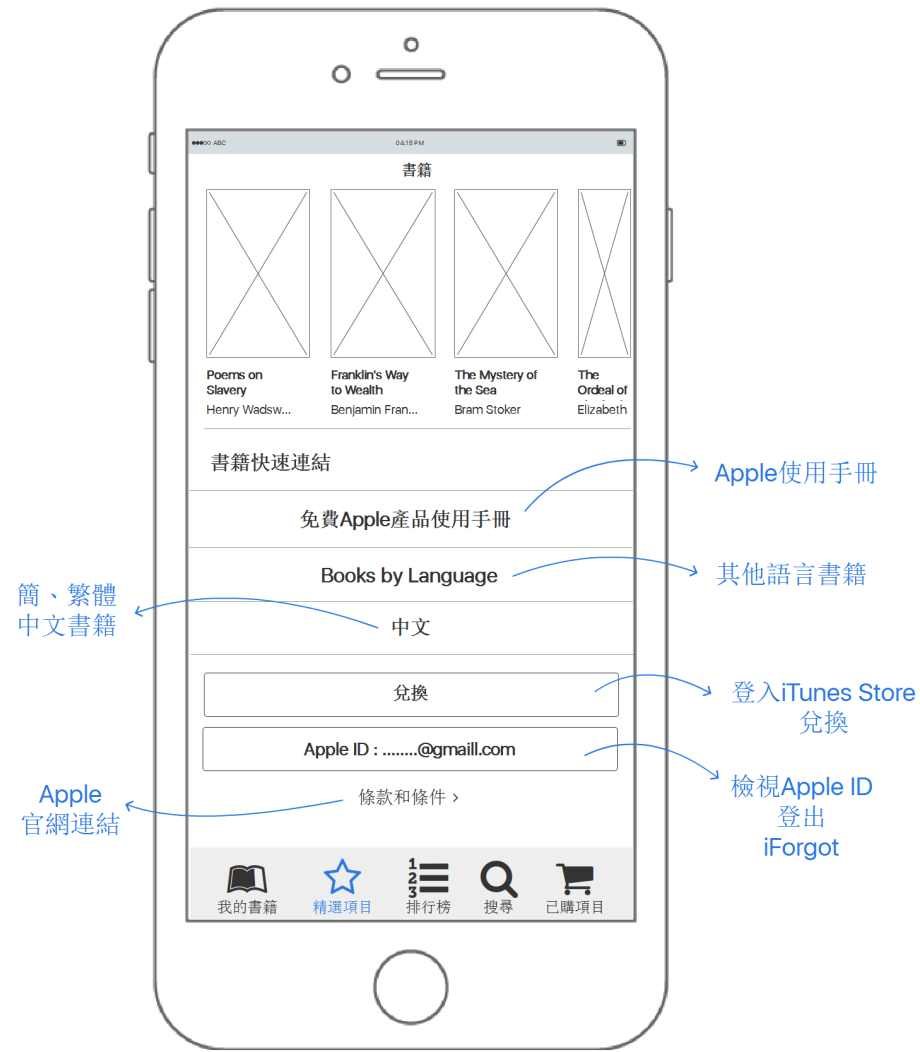 ABC 04:15 PM
書籍
Poems on
Slavery
Henry Wadsw...
Franklin's Way
to Wealth
Benjamin Fran...
The Mystery of
the Sea
Bram Stoker
The
Ordeal of
Elizabeth
書籍快速連結
Apple使用手冊
免費Apple產品使用手冊
Books by Language
其他語言書籍
簡、繁體
中文書籍
中文
兌換
登入iTunes Store
兌換
Apple ID : ........@gmaill.com
檢視Apple ID
登出
iForgot
Apple
官網連結
條款和條件 >
1
2
3
我的書籍 精選項目 排行榜 搜尋 已購項目